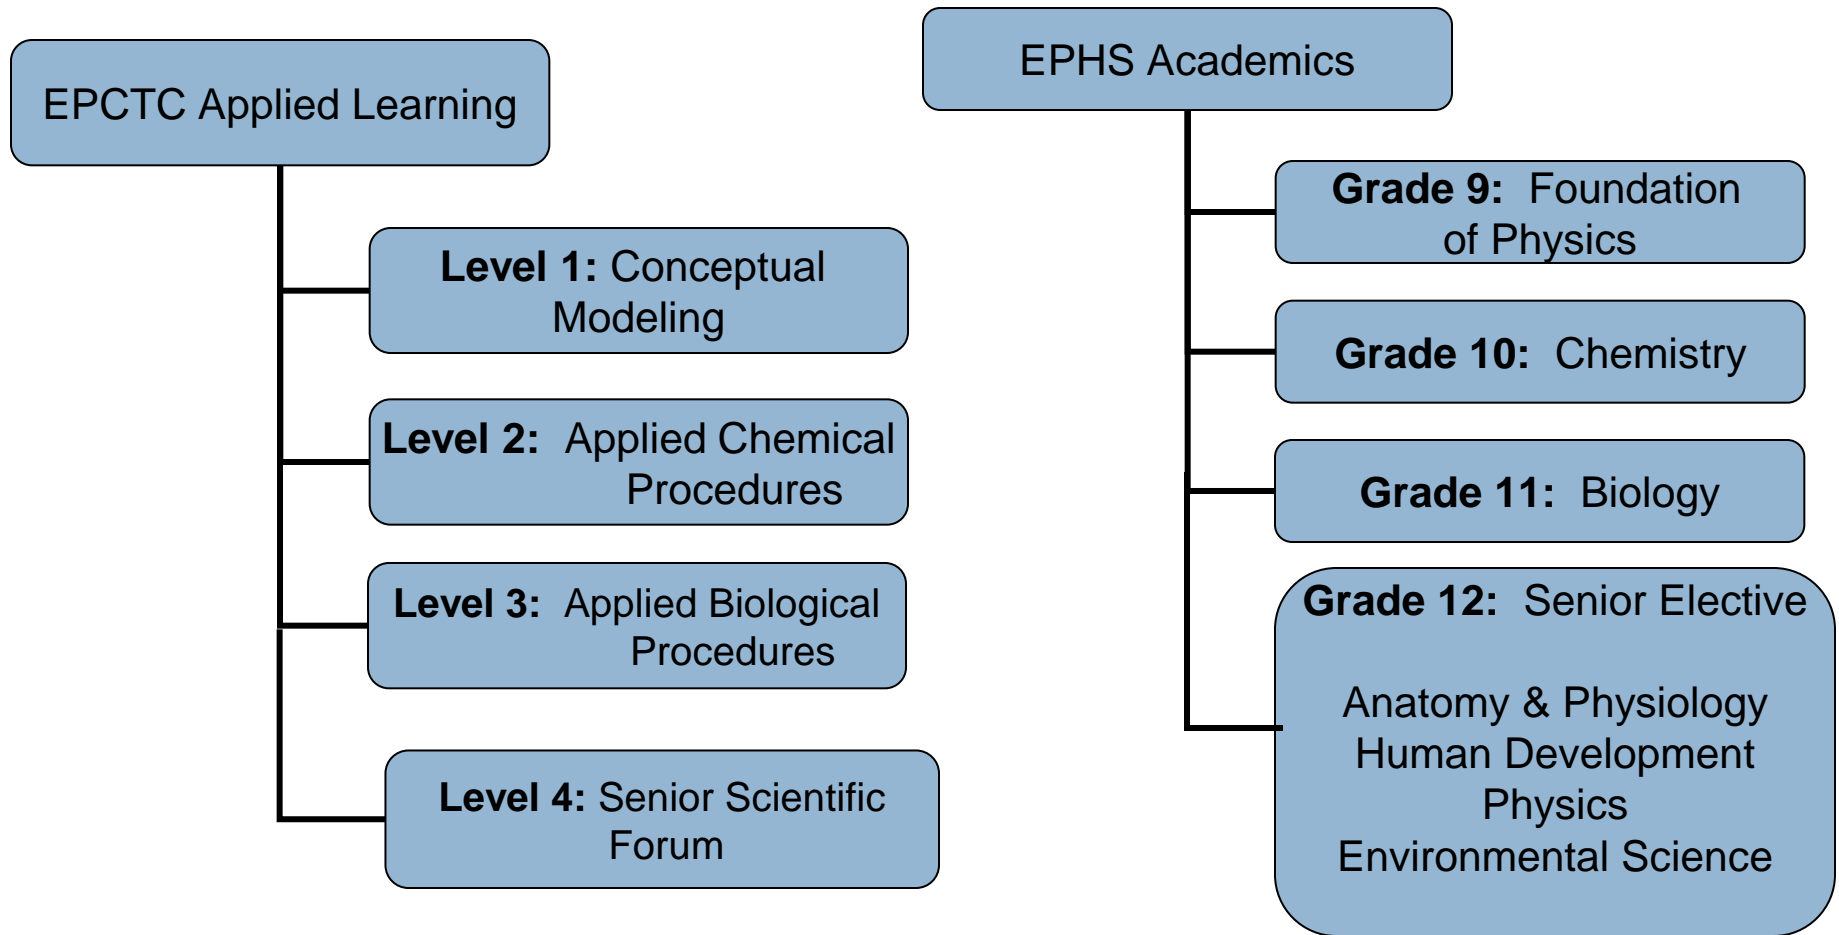 EPCTC Applied Learning
Level 1: Conceptual
Modeling
Level 2: Applied Chemical
Procedures
Level 3: Applied Biological
Procedures
Level 4: Senior Scientific
Forum
EPHS Academics
Grade 9: Foundation
of Physics
Grade 10: Chemistry
Grade 11: Biology
Grade 12: Senior Elective
Anatomy & Physiology
Human Development
Physics
Environmental Science